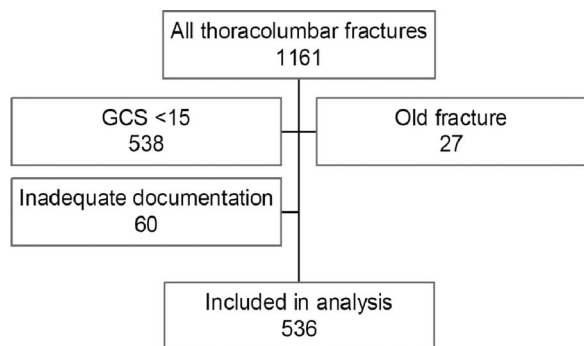 All thoracolumbar fractures
1161
GCS <15
538
Old fracture
27
Inadequate documentation
60
Included in analysis
536